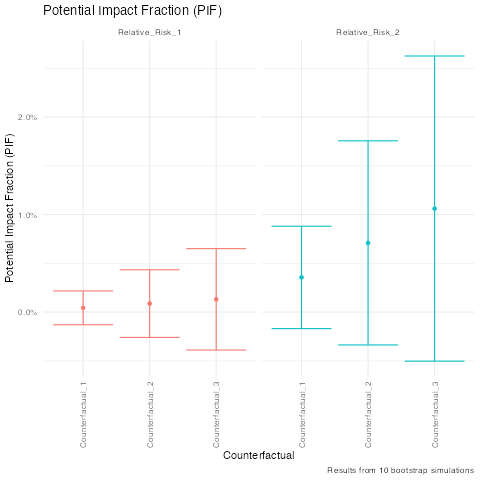 Potential Impact Fraction (PIF)
Relative_Risk_1
Relative_Risk_2
Potential Impact Fraction (PIF)
2.0%
1.0%
0.0%
Counterfactual_1
Counterfactual_2
Counterfactual_3
Counterfactual_1
Counterfactual_2
Counterfactual_3
Counterfactual
Results from 10 bootstrap simulations